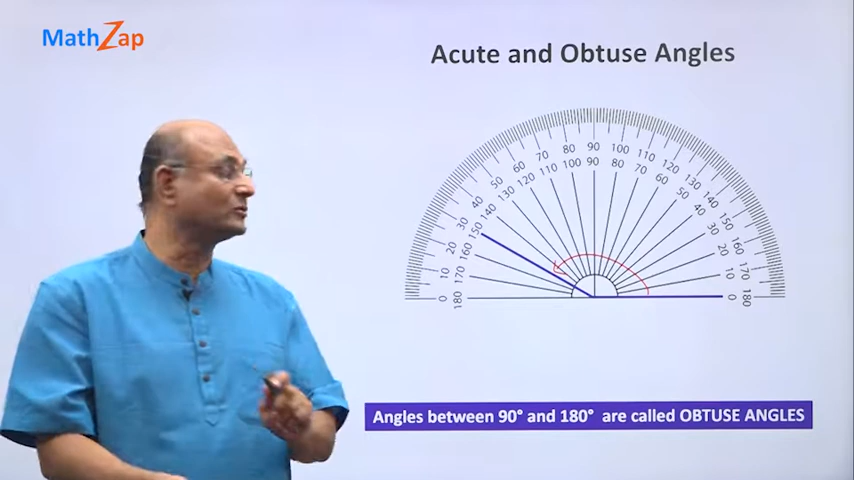 MathZap
Acute and Obtuse Angles
0 10 20 30 40 50 60 70 80 90 100 110 120 130 140 150 160 170 180
180 170 160 150 140 130 120 110 100 90 80 70 60 50 40 30 20 10 0
Angles between 90° and 180° are called OBTUSE ANGLES